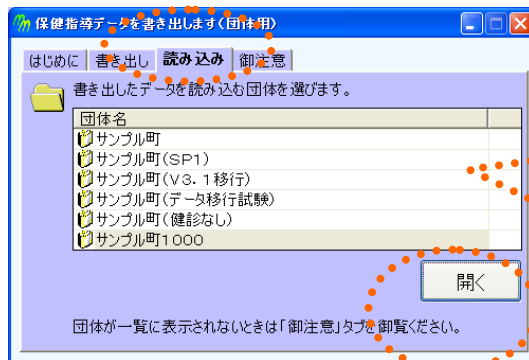 保健指導データを書き出します(団体用)
はじめに 書き出し 読み込み 御注意
書き出したデータを読み込む団体を選びます。
団体名
サンプル町
サンプル町(SP1)
サンプル町(V3.1移行)
サンプル町(データ移行試験)
サンプル町(健診なし)
サンプル町1000
開く
団体が一覧に表示されないときは「御注意」タブを御覧ください。